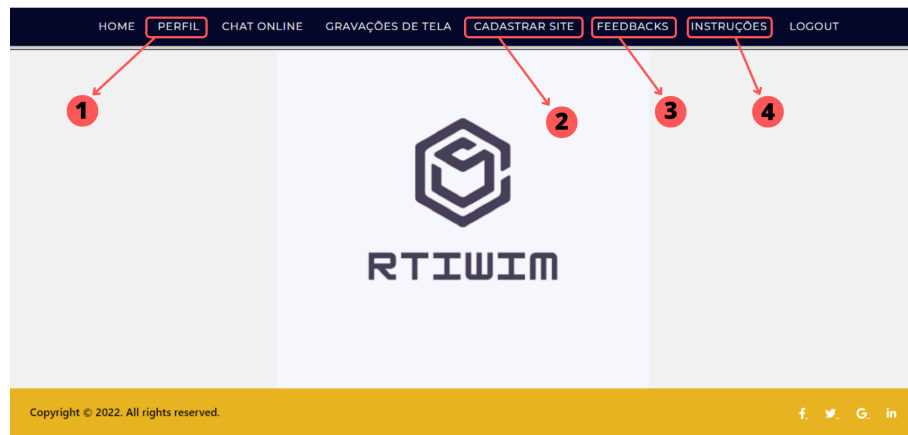 HOME PERFIL CHAT ONLINE GRAVAÇÕES DE TELA CADASTRAR SITE FEEDBACKS INSTRUÇÕES LOGOUT
1 2 3 4
RTIWIM
Copyright © 2022. All rights reserved. f G in